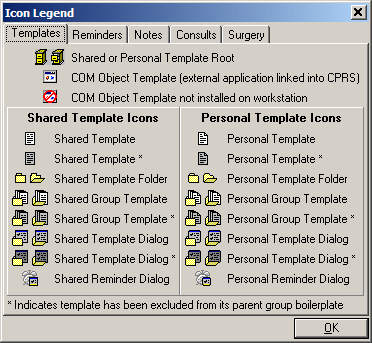 Icon Legend
Templates Reminders Notes Consults Surgery
Shared or Personal Template Root
COM Object Template (external application linked into CPRS)
COM Object Template not installed on workstation
Shared Template Icons
Shared Template
Shared Template *
Shared Template Folder
Shared Group Template
Shared Group Template *
Shared Template Dialog
Shared Template Dialog *
Shared Reminder Dialog
Personal Template Icons
Personal Template
Personal Template *
Personal Template Folder
Personal Group Template
Personal Group Template *
Personal Template Dialog
Personal Template Dialog *
Personal Reminder Dialog
* Indicates template has been excluded from its parent group boilerplate
OK